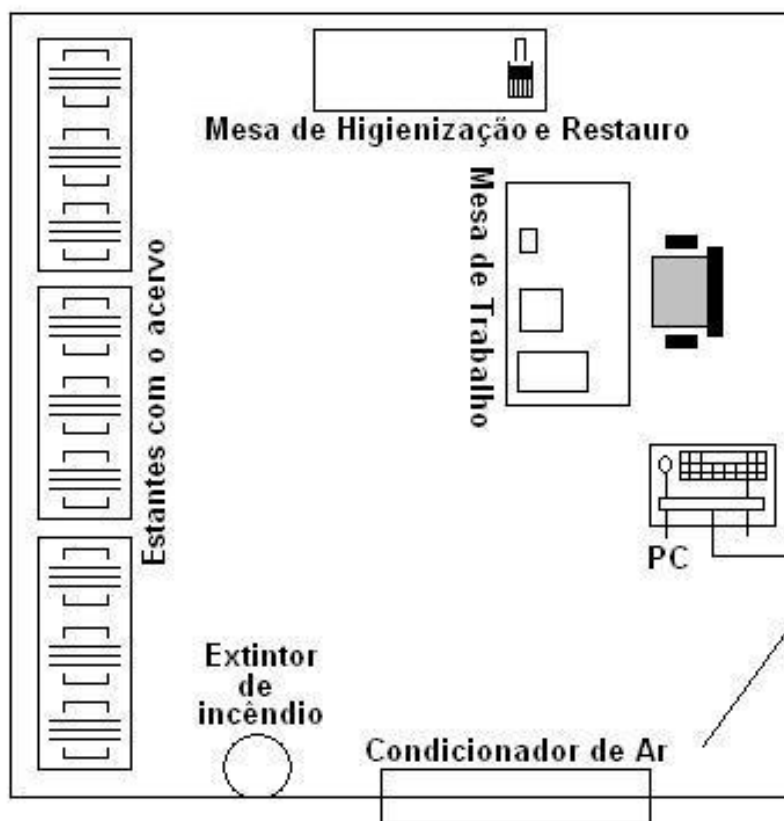 Mesa de Higienização e Restauro
Mesa de Trabalho
Estantes com o acervo
PC
Extintor
de
incêndio
Condicionador de Ar